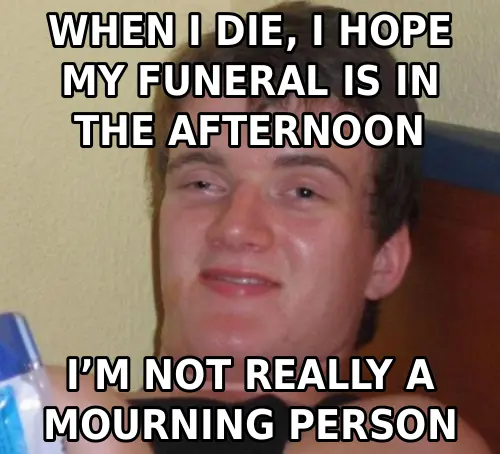 WHEN I DIE, I HOPE
MY FUNERAL IS IN
THE AFTERNOON
I’M NOT REALLY A
MOURNING PERSON